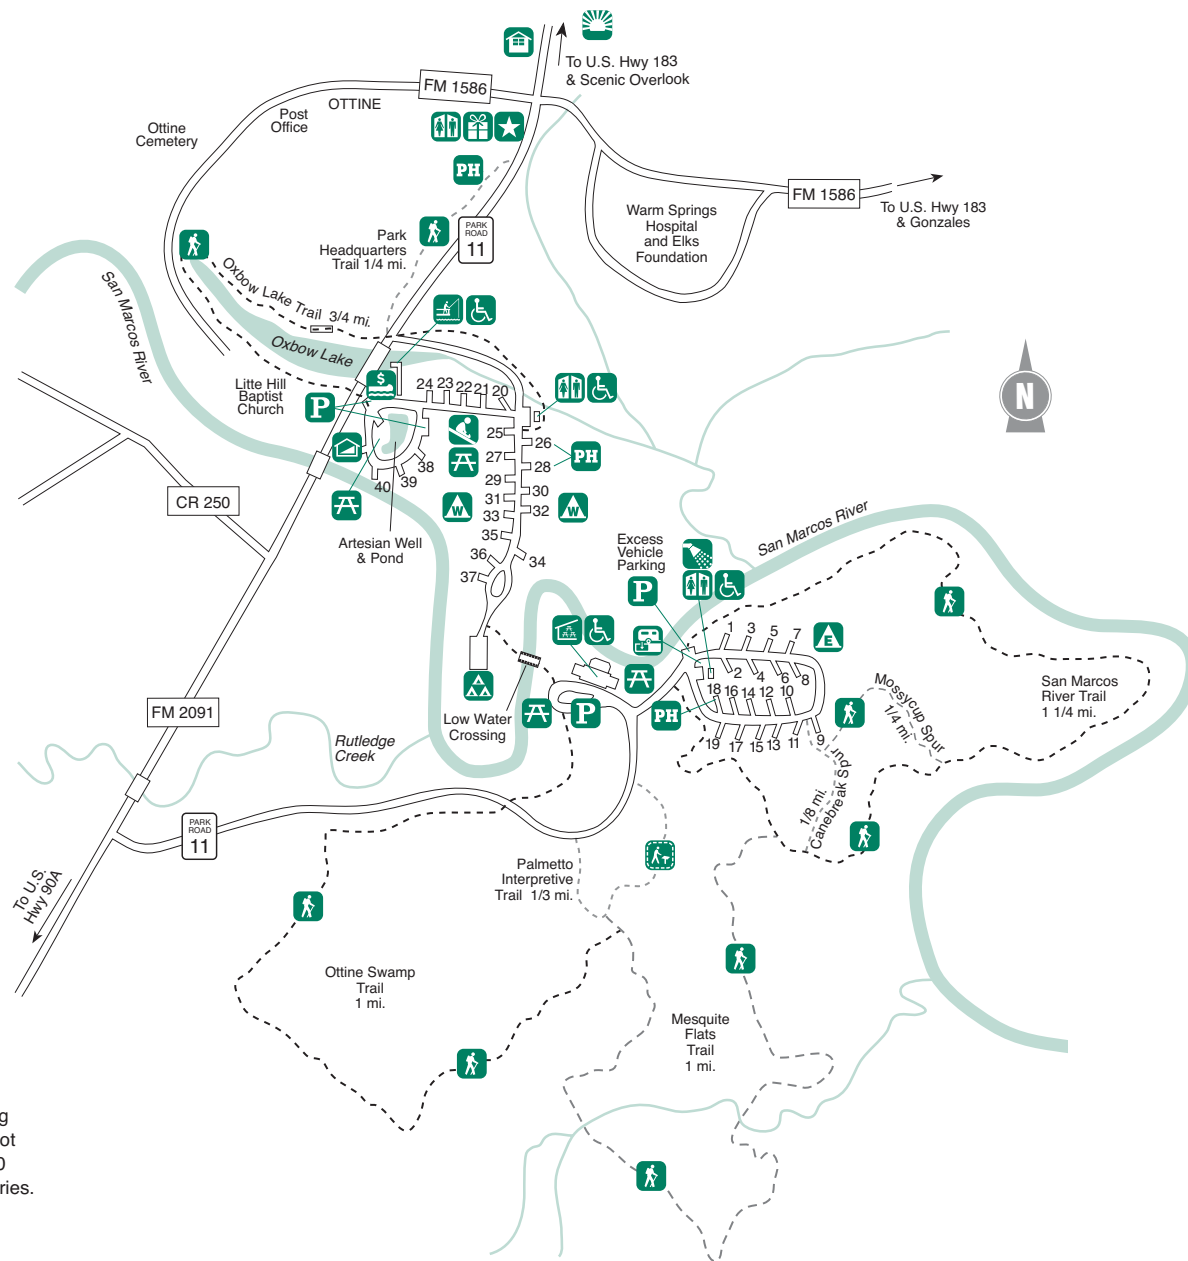 To U.S. Hwy 183
& Scenic Overlook
FM 1586
OTTINE
Post
Office
Ottine
Cemetery
PH
FM 1586
To U.S. Hwy 183
& Gonzales
Warm Springs
Hospital
and Elks
Foundation
Park
Headquarters
Trail 1/4 mi.
PARK
ROAD
11
San Marcos River
Oxbow Lake Trail 3/4 mi.
Oxbow Lake
$
Litte Hill
Baptist
Church
P
24 23 22 21 20
25
26
27
28
PH
29
30
31
32
33
34
35
36
37
38
39
40
W
W
N
CR 250
Artesian Well
& Pond
Excess
Vehicle
Parking
P
San Marcos River
1 3 5 7
E
2 4 6 8
18 16 14 12 10
19 17 15 13 11 9
PH
P
Low Water
Crossing
Mossycup Spur
1/4 mi.
San Marcos
River Trail
1 1/4 mi.
Canebreak Spur
1/8 mi.
FM 2091
Rutledge
Creek
PARK
ROAD
11
To U.S.
Hwy 90A
Palmetto
Interpretive
Trail 1/3 mi.
Ottine Swamp
Trail
1 mi.
Mesquite
Flats
Trail
1 mi.
g
ot
0
ries.